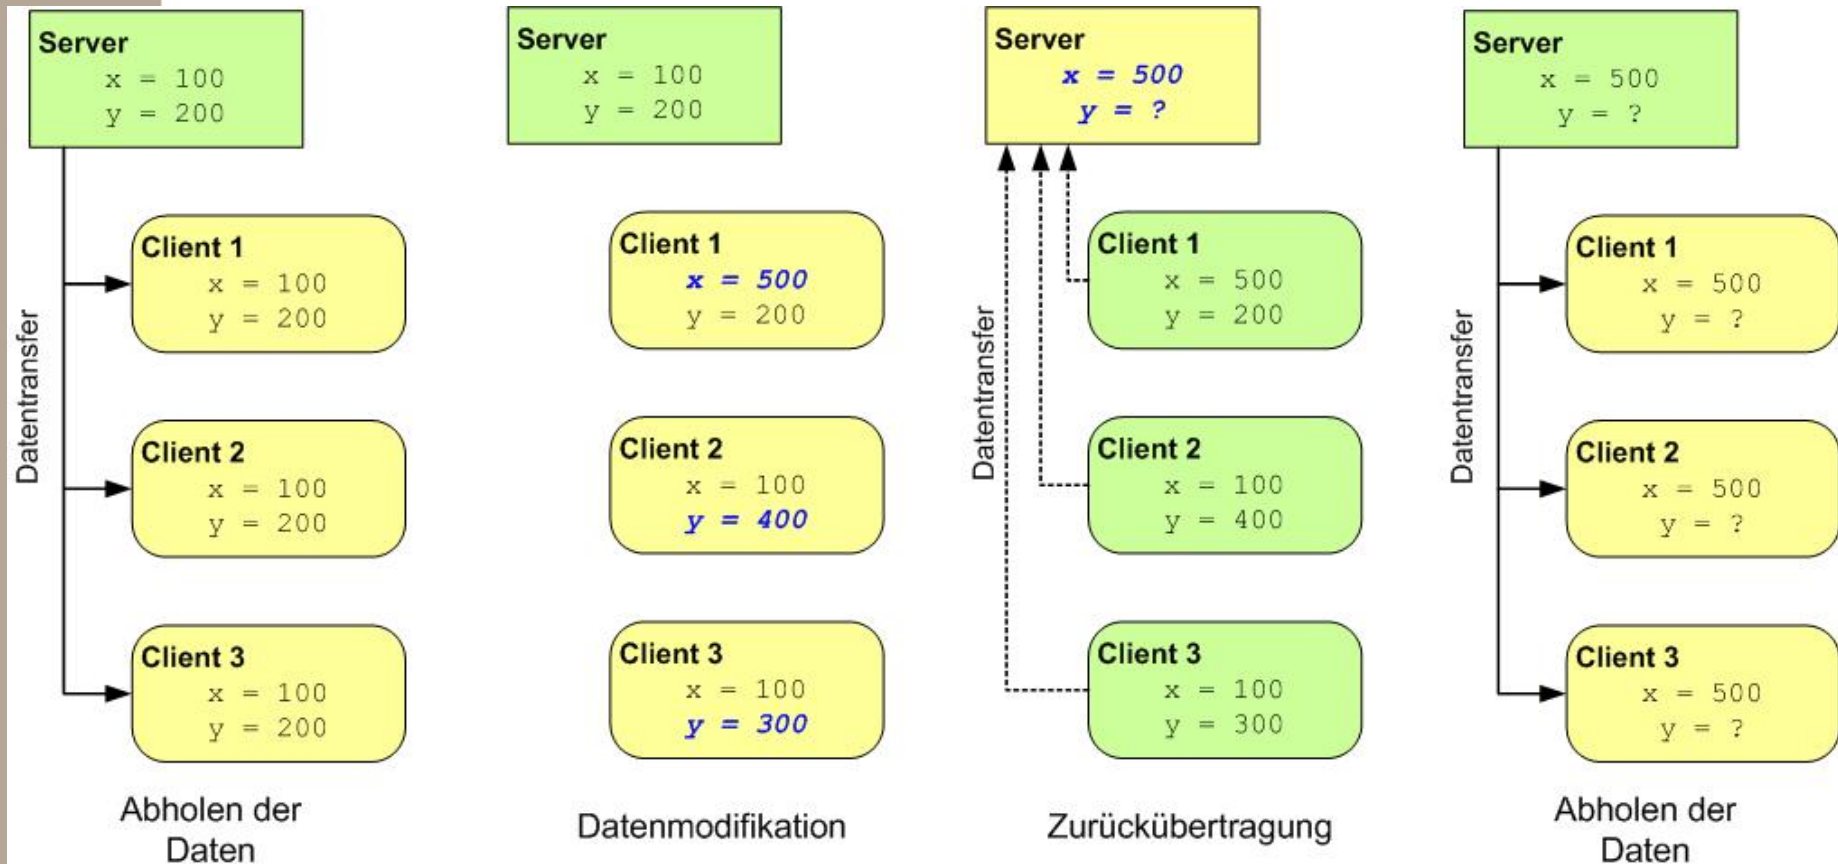 Server
x = 100
y = 200
Datentransfer
Client 1
x = 100
y = 200
Client 2
x = 100
y = 200
Client 3
x = 100
y = 200
Abholen der
Daten
Server
x = 100
y = 200
Client 1
x = 500
y = 200
Client 2
x = 100
y = 400
Client 3
x = 100
y = 300
Datenmodifikation
Server
x = 500
y = ?
Datentransfer
Client 1
x = 500
y = 200
Client 2
x = 100
y = 400
Client 3
x = 100
y = 300
Zurückübertragung
Server
x = 500
y = ?
Datentransfer
Client 1
x = 500
y = ?
Client 2
x = 500
y = ?
Client 3
x = 500
y = ?
Abholen der
Daten